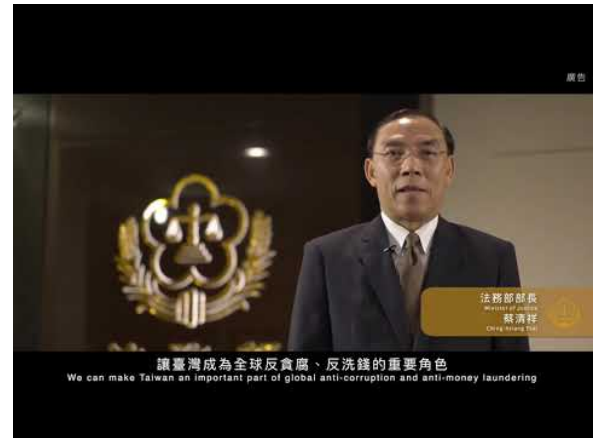 廣告
法務部部長
Minister of Justice
蔡清祥
Ching-hsiang Tsai
讓臺灣成為全球反貪腐、反洗錢的重要角色
We can make Taiwan an important part of global anti-corruption and anti-money laundering